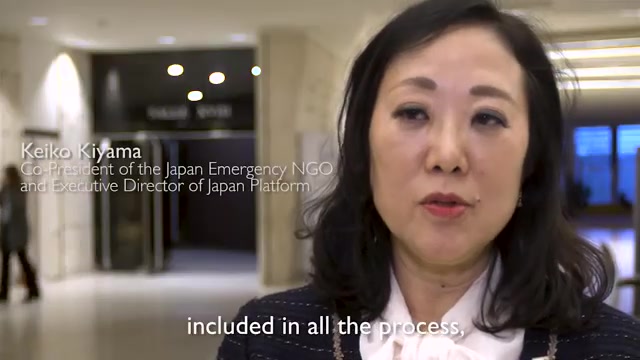 Keiko Kiyama
Co-President of the Japan Emergency NGO
and Executive Director of Japan Platform
included in all the process,